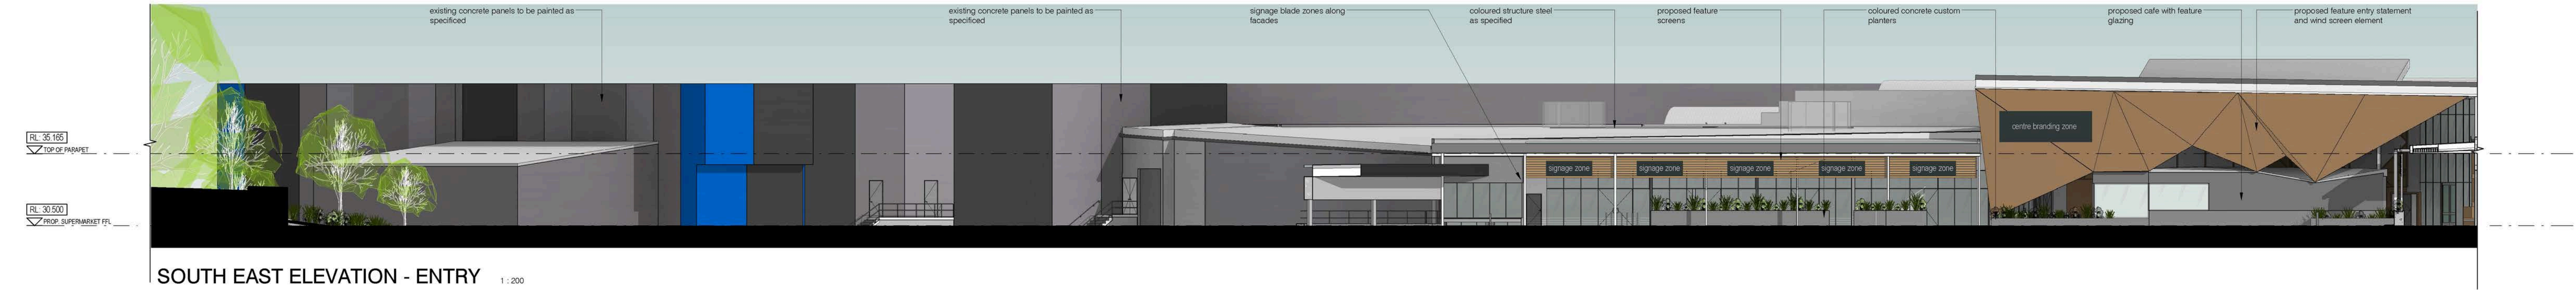 existing concrete panels to be painted as
specificed
existing concrete panels to be painted as
specificed
signage blade zones along
facades
coloured structure steel
as specified
proposed feature
screens
coloured concrete custom
planters
proposed cafe with feature
glazing
proposed feature entry statement
and wind screen element
centre branding zone
RL: 35.165
TOP OF PARAPET
signage zone
signage zone
signage zone
signage zone
signage zone
RL: 30.500
PROP. SUPERMARKET FFL
SOUTH EAST ELEVATION - ENTRY 1 : 200